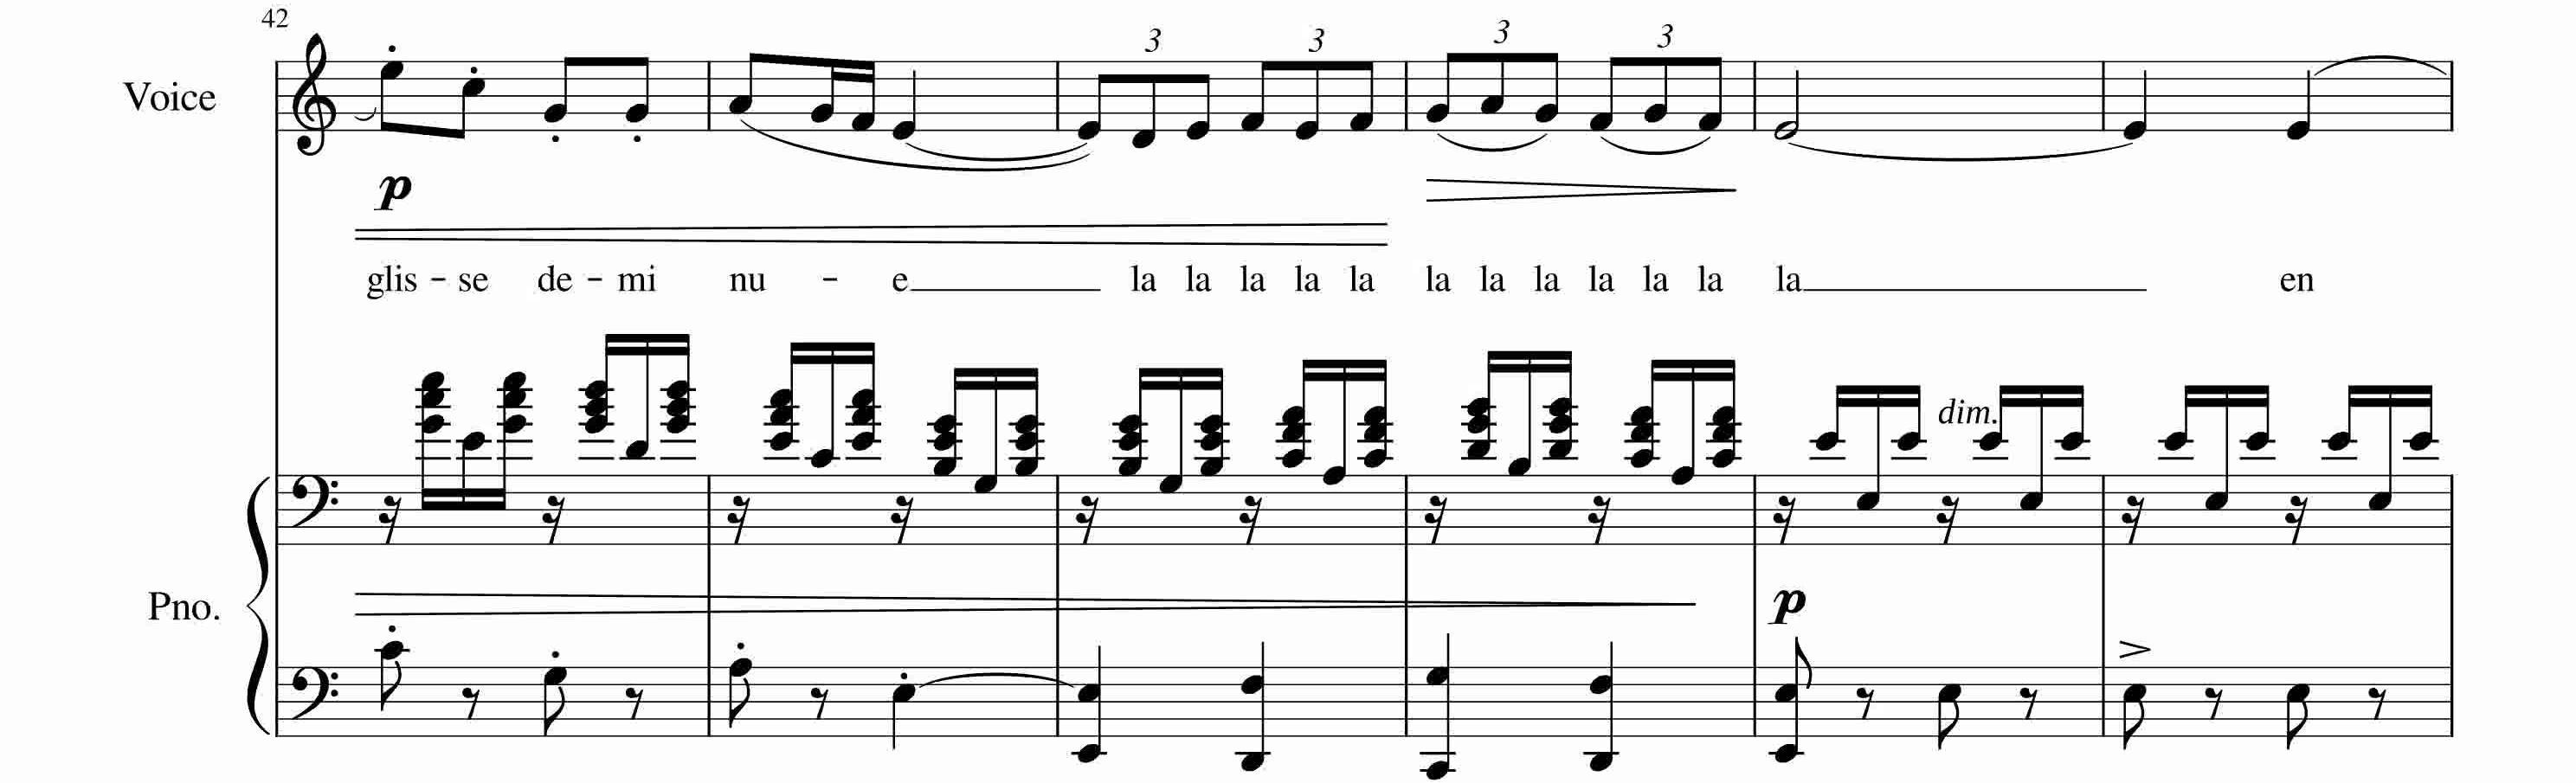 42
Voice
3 3 3 3
p
glis - se de - mi nu - e la la la la la la la la la la la la en
dim.
Pno.
p